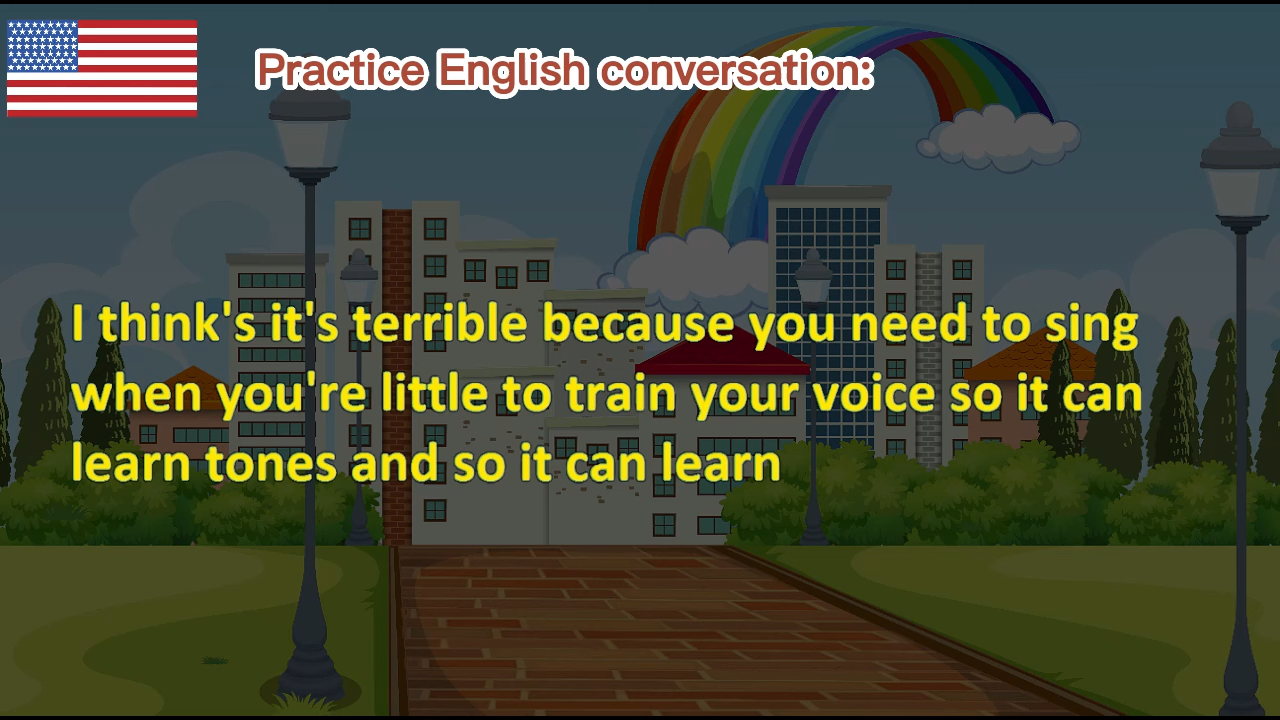 Practice English conversation:
I think's it's terrible because you need to sing
when you're little to train your voice so it can
learn tones and so it can learn